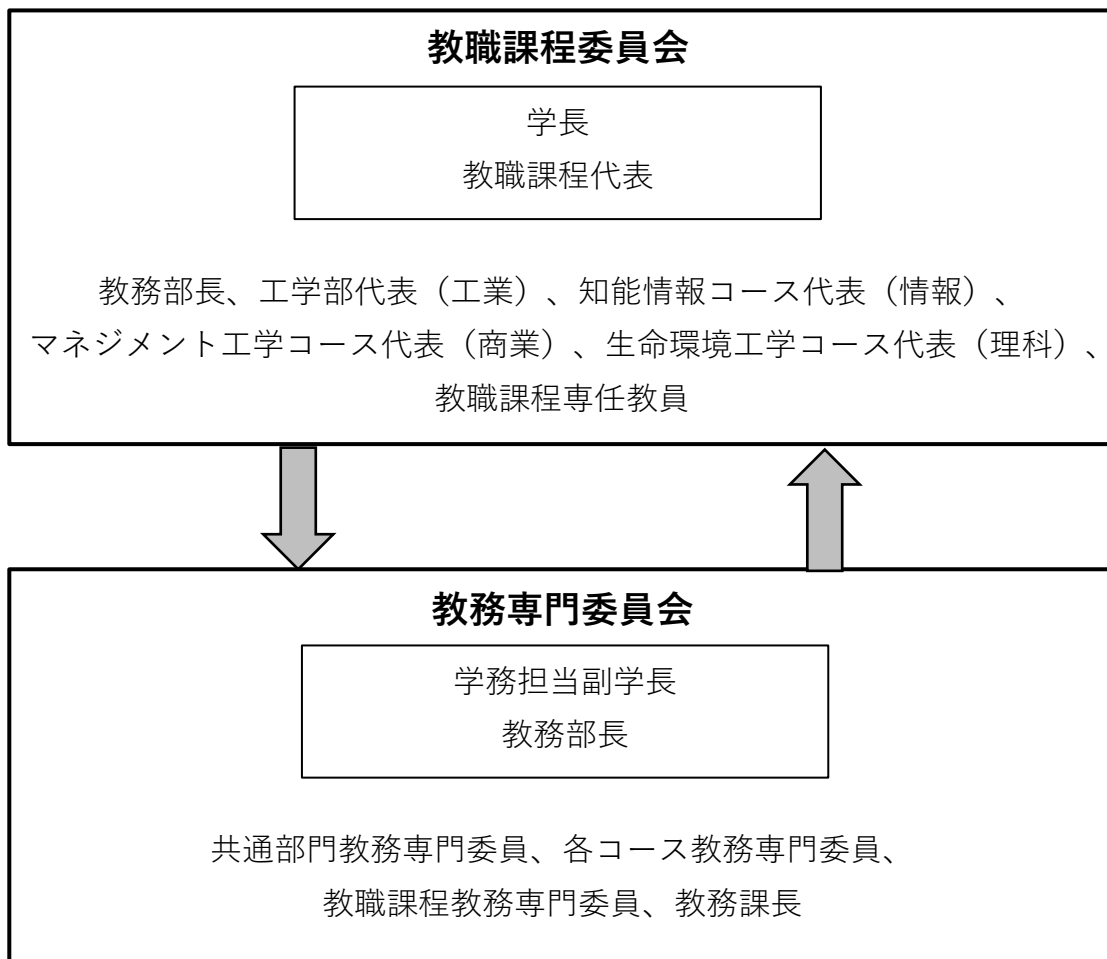 教職課程委員会
学長
教職課程代表
教務部長、工学部代表（工業）、知能情報コース代表（情報）、
マネジメント工学コース代表（商業）、生命環境工学コース代表（理科）、
教職課程専任教員
教務専門委員会
学務担当副学長
教務部長
共通部門教務専門委員、各コース教務専門委員、
教職課程教務専門委員、教務課長